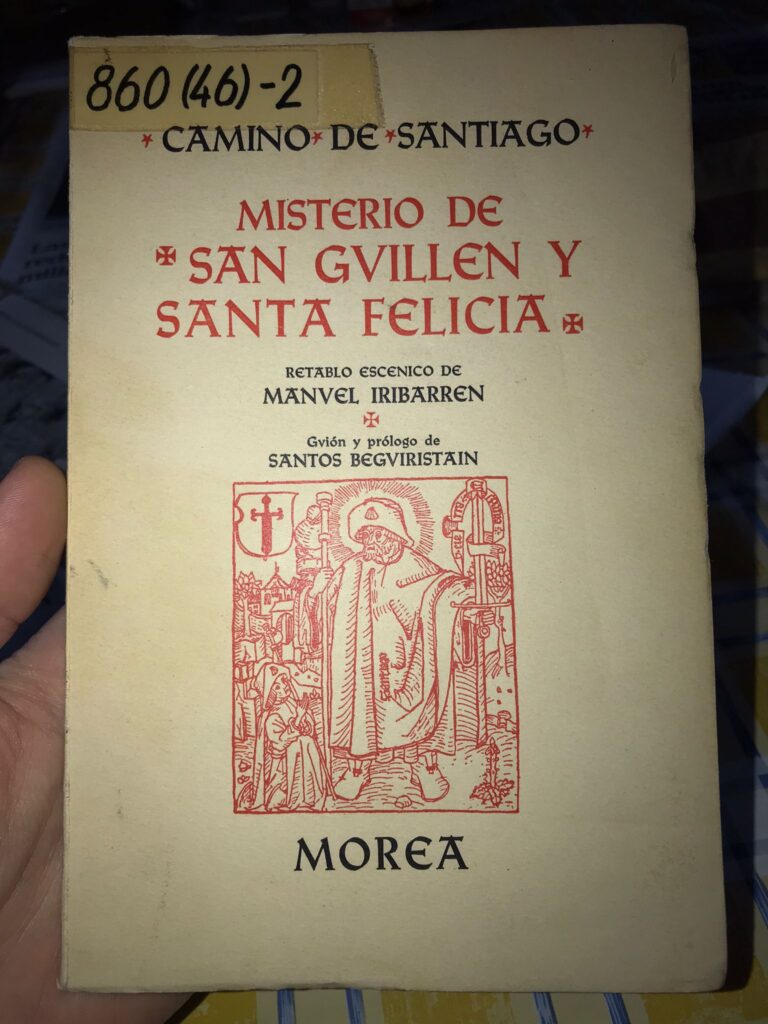 860 (46) - 2
CAMINO DE SANTIAGO
MISTERIO DE
SAN GVILLEN Y
SANTA FELICIA
RETABLO ESCENICO DE
MANVEL IRIBARREN
Gvión y prólogo de
SANTOS BEGVIRISTAIN
Santiago
MOREA